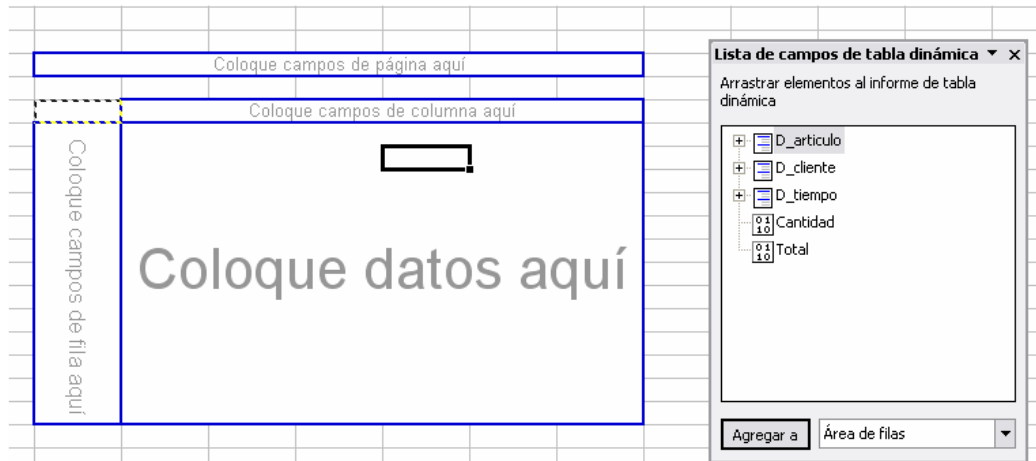 Coloque campos de página aquí
Coloque campos de columna aquí
Coloque campos de fila aquí
Coloque datos aquí
Lista de campos de tabla dinámica
Arrastrar elementos al informe de tabla
dinámica
D_articulo
D_cliente
D_tiempo
Cantidad
Total
Agregar a
Área de filas